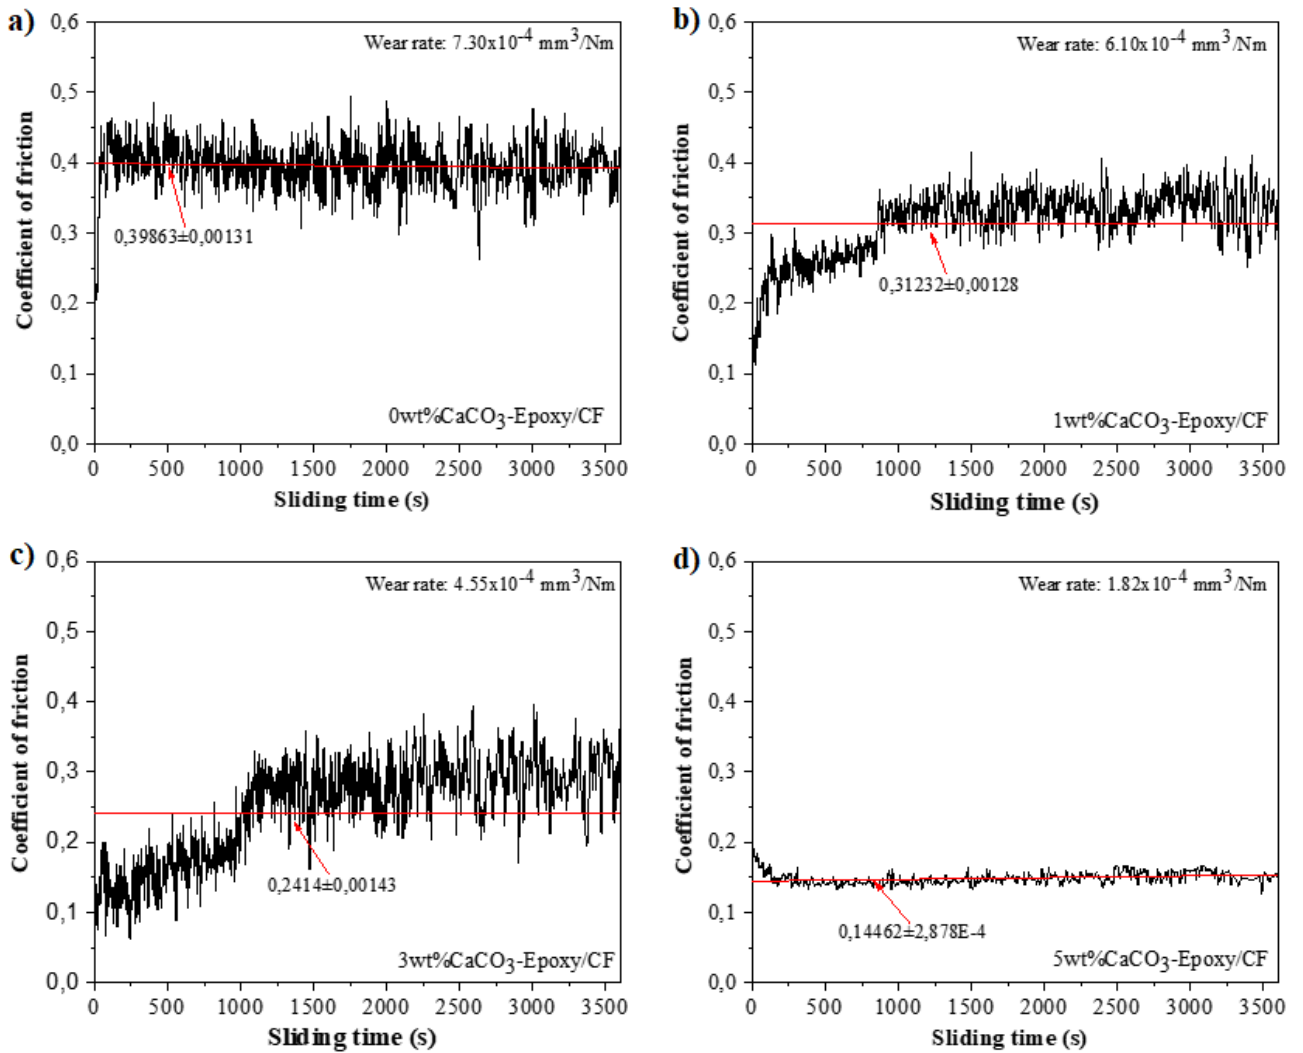 a)
0,6
0,5
0,4
0,3
0,2
0,1
0,0
Coefficient of friction
Wear rate: 7.30x10-4 mm3/Nm
0,39863±0,00131
0wt%CaCO3-Epoxy/CF
0 500 1000 1500 2000 2500 3000 3500
Sliding time (s)
b)
0,6
0,5
0,4
0,3
0,2
0,1
0,0
Coefficient of friction
Wear rate: 6.10x10-4 mm3/Nm
0,31232±0,00128
1wt%CaCO3-Epoxy/CF
0 500 1000 1500 2000 2500 3000 3500
Sliding time (s)
c)
0,6
0,5
0,4
0,3
0,2
0,1
0,0
Coefficient of friction
Wear rate: 4.55x10-4 mm3/Nm
0,2414±0,00143
3wt%CaCO3-Epoxy/CF
0 500 1000 1500 2000 2500 3000 3500
Sliding time (s)
d)
0,6
0,5
0,4
0,3
0,2
0,1
0,0
Coefficient of friction
Wear rate: 1.82x10-4 mm3/Nm
0,14462±2,878E-4
5wt%CaCO3-Epoxy/CF
0 500 1000 1500 2000 2500 3000 3500
Sliding time (s)